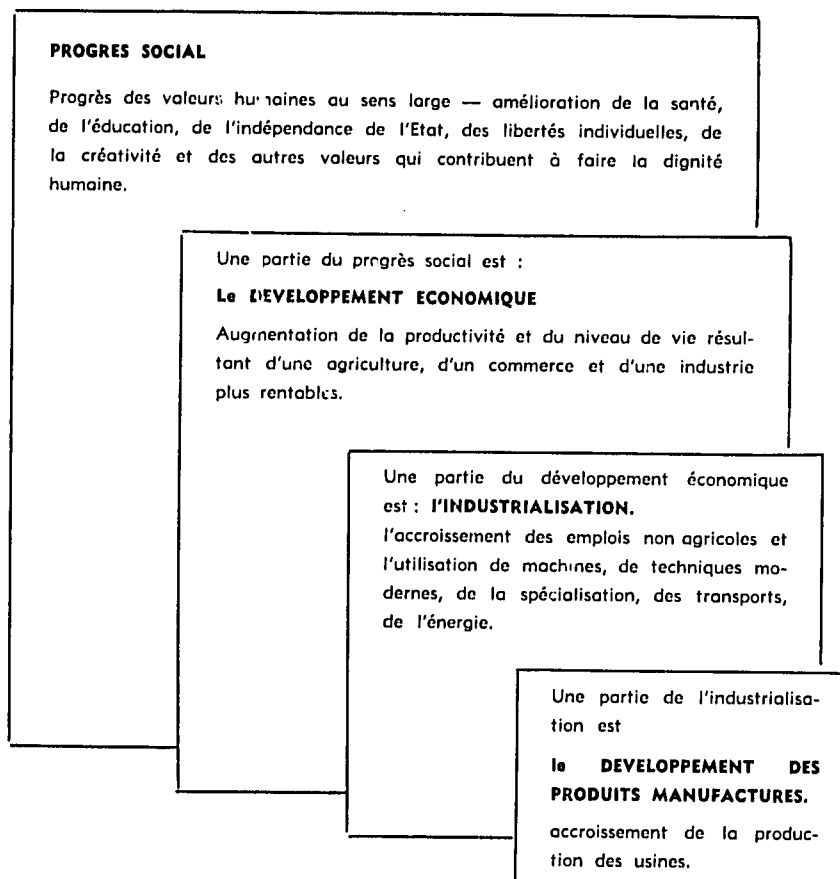 PROGRES SOCIAL
Progrès des valeurs humaines au sens large — amélioration de la santé,
de l'éducation, de l'indépendance de l'Etat, des libertés individuelles, de
la créativité et des autres valeurs qui contribuent à faire la dignité
humaine.
Une partie du progrès social est :
Le DEVELOPPEMENT ECONOMIQUE
Augmentation de la productivité et du niveau de vie résul-
tant d'une agriculture, d'un commerce et d'une industrie
plus rentables.
Une partie du développement économique
est : l'INDUSTRIALISATION.
l'accroissement des emplois non agricoles et
l'utilisation de machines, de techniques mo-
dernes, de la spécialisation, des transports,
de l'énergie.
Une partie de l'industrialisa-
tion est
le DEVELOPPEMENT DES
PRODUITS MANUFACTURES.
accroissement de la produc-
tion des usines.